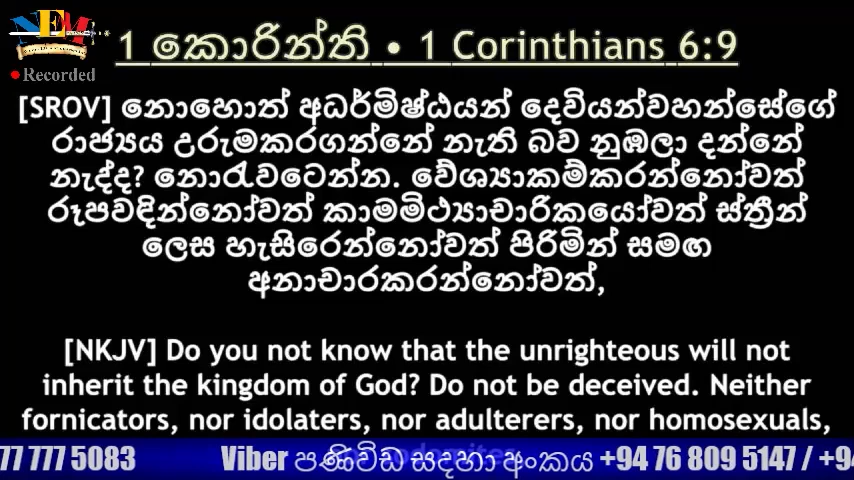 NEM
Recorded
1 කොරින්ති • 1 Corinthians 6:9
[SROV] නොහොත් අධර්මිෂ්ඨයන් දෙවියන්වහන්සේගේ
රාජ්‍යය උරුමකරගන්නේ නැති බව නුඹලා දන්නේ
නැද්ද? නොරැවටෙන්න. වේශ්‍යාකම්කරන්නෝවත්
රූපවඳින්නෝවත් කාමමිථ්‍යාචාරිකයෝවත් ස්ත්‍රීන්
ලෙස හැසිරෙන්නෝවත් පිරිමින් සමඟ
අනාචාරකරන්නෝවත්,
[NKJV] Do you not know that the unrighteous will not
inherit the kingdom of God? Do not be deceived. Neither
fornicators, nor idolaters, nor adulterers, nor homosexuals,
77 777 5083 Viber පණිවිඩ සඳහා අංකය +94 76 809 5147 / +94